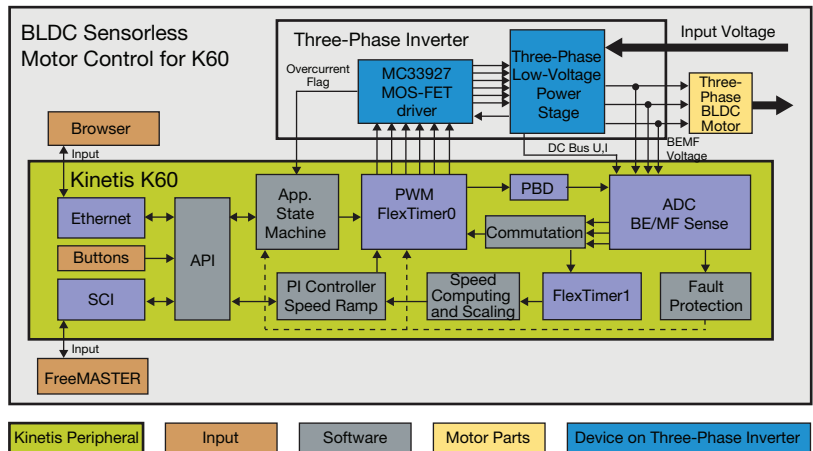 BLDC Sensorless
Motor Control for K60
Three-Phase Inverter
Input Voltage
Overcurrent
Flag
MC33927
MOS-FET
driver
Three-Phase
Low-Voltage
Power
Stage
Three-
Phase
BLDC
Motor
Browser
Input
DC Bus U,I
BEMF
Voltage
Kinetis K60
Ethernet
Buttons
SCI
API
App.
State
Machine
PWM
FlexTimer0
PBD
ADC
BE/MF Sense
Commutation
PI Controller
Speed Ramp
Speed
Computing
and Scaling
FlexTimer1
Fault
Protection
Input
FreeMASTER
Kinetis Peripheral
Input
Software
Motor Parts
Device on Three-Phase Inverter